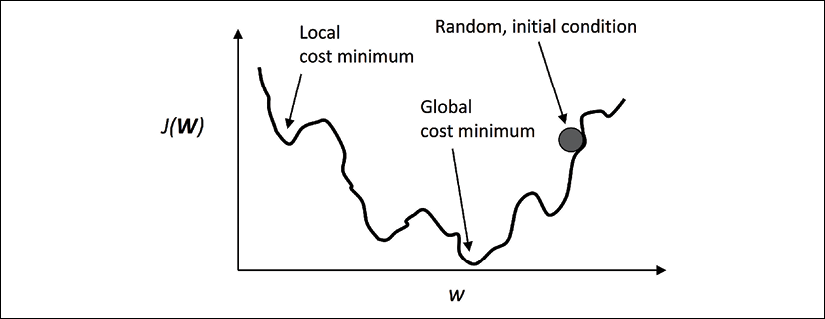 Local
cost minimum
Random, initial condition
Global
cost minimum
J(W)
w